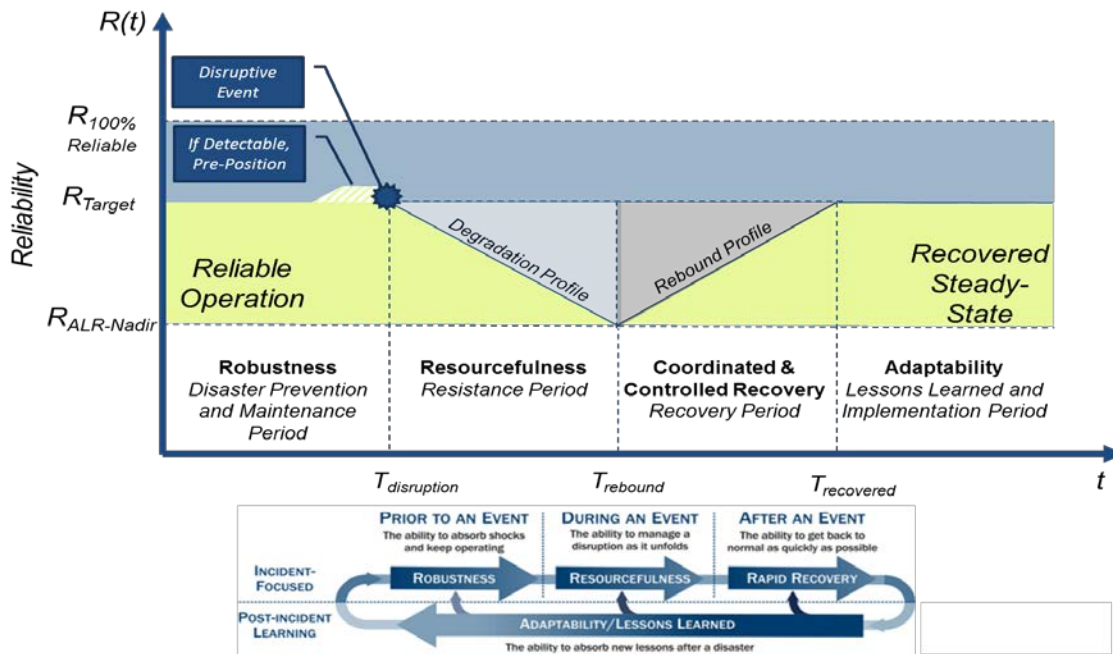 R(t)
Disruptive
Event
R100%
Reliable
If Detectable,
Pre-Position
RTarget
Reliability
Degradation Profile
Rebound Profile
Reliable
Operation
Recovered
Steady-
State
RALR-Nadir
Robustness
Disaster Prevention
and Maintenance
Period
Resourcefulness
Resistance Period
Coordinated &
Controlled Recovery
Recovery Period
Adaptability
Lessons Learned and
Implementation Period
Tdisruption
Trebound
Trecovered
t
PRIOR TO AN EVENT
The ability to absorb shocks
and keep operating
DURING AN EVENT
The ability to manage a
disruption as it unfolds
AFTER AN EVENT
The ability to get back to
normal as quickly as possible
INCIDENT-
FOCUSED
ROBUSTNESS
RESOURCEFULNESS
RAPID RECOVERY
POST-INCIDENT
LEARNING
ADAPTABILITY/LESSONS LEARNED
The ability to absorb new lessons after a disaster